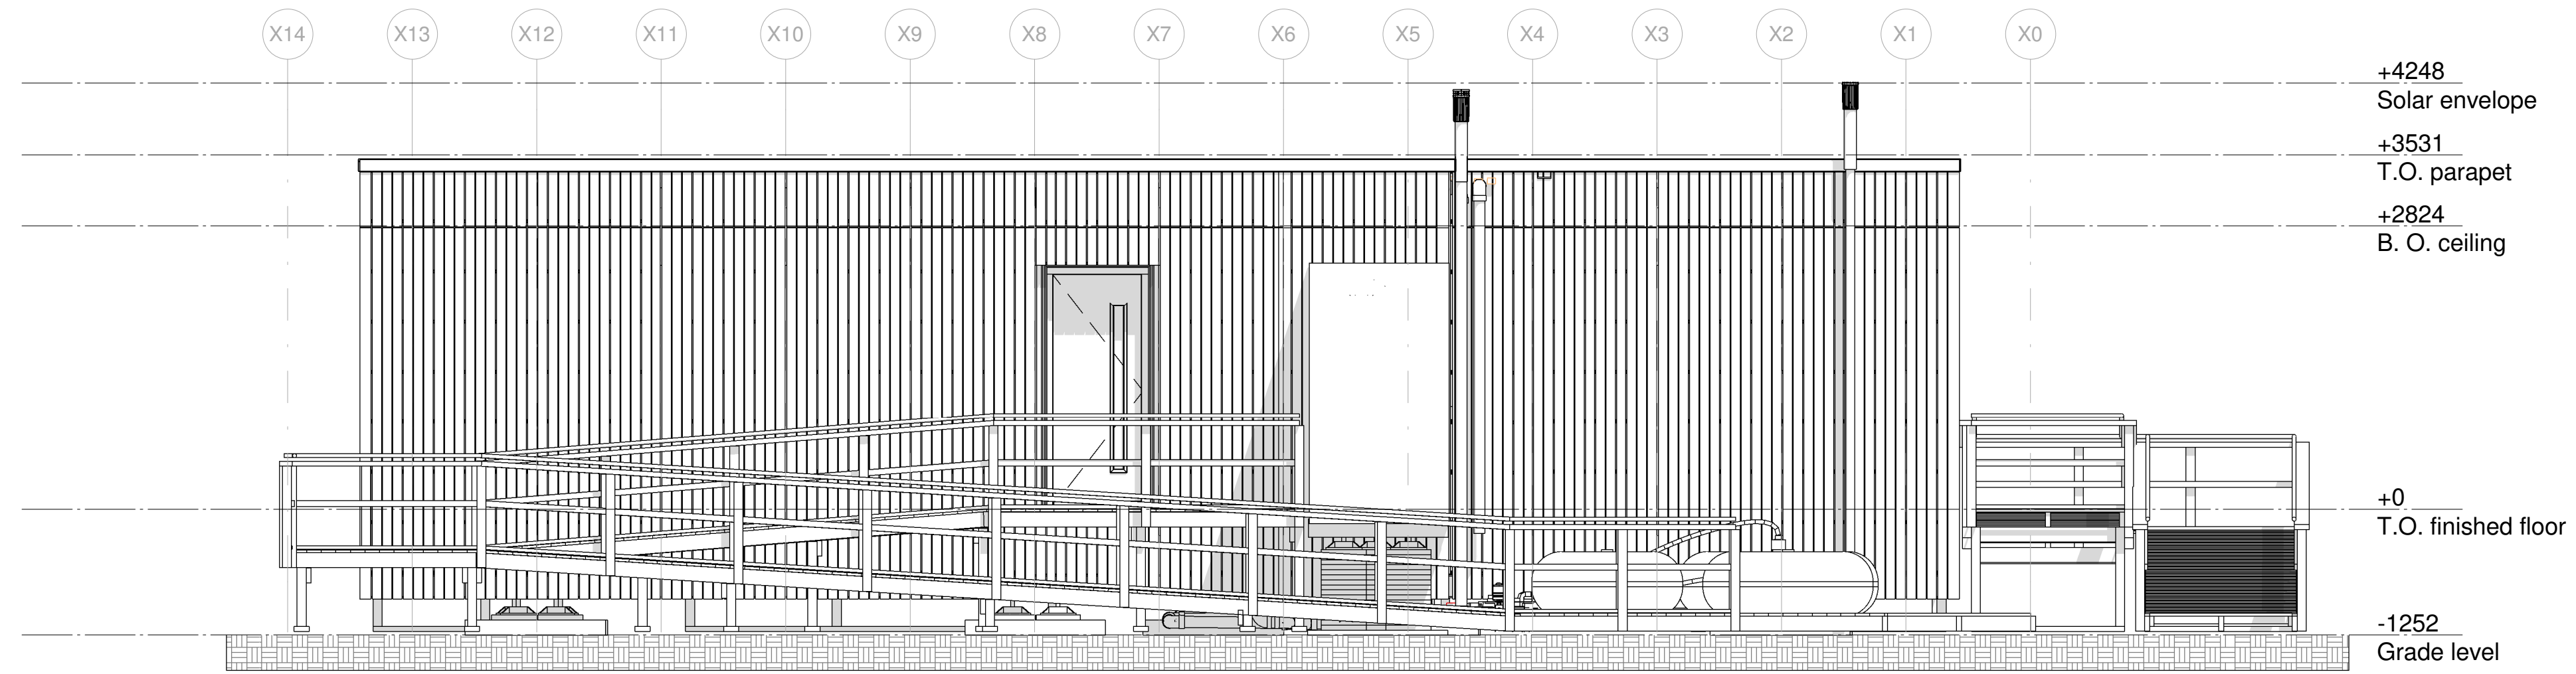 X14 X13 X12 X11 X10 X9 X8 X7 X6 X5 X4 X3 X2 X1 X0
+4248
Solar envelope
+3531
T.O. parapet
+2824
B. O. ceiling
+0
T.O. finished floor
-1252
Grade level